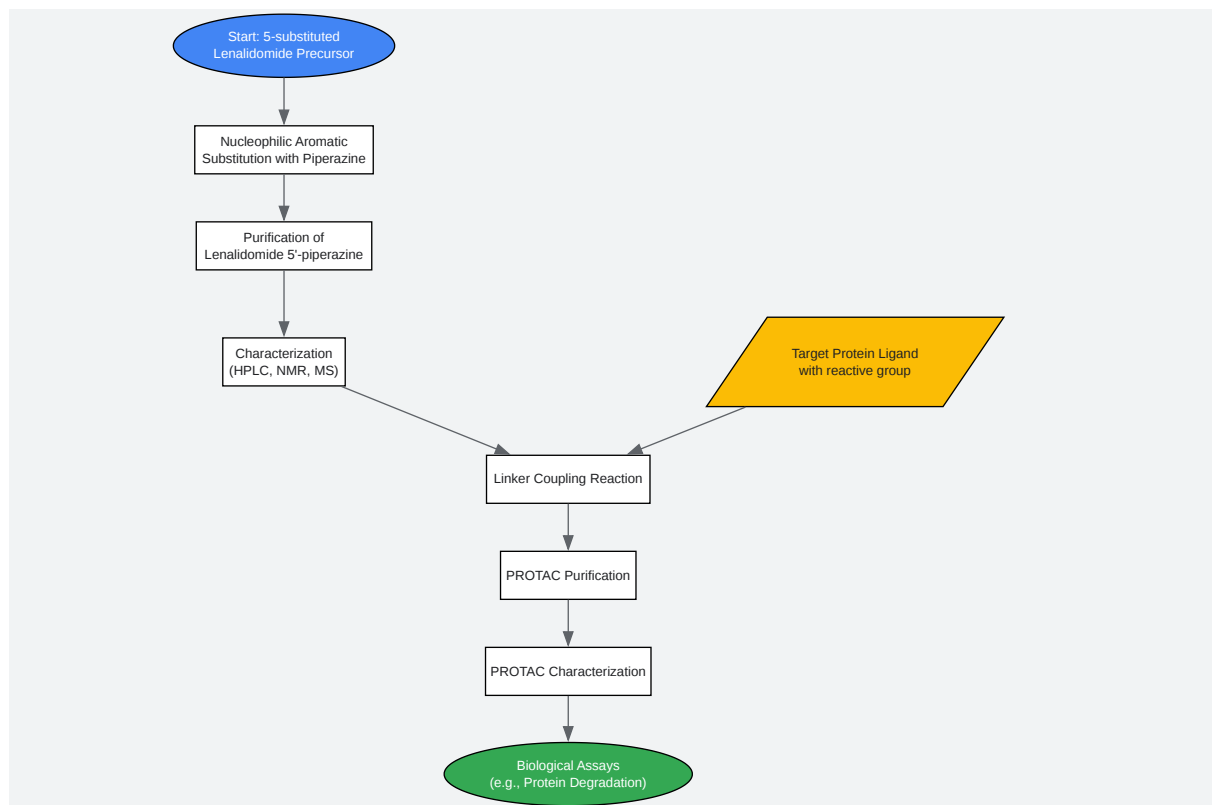 Start: 5-substituted
Lenalidomide Precursor
Nucleophilic Aromatic
Substitution with Piperazine
Purification of
Lenalidomide 5'-piperazine
Characterization
(HPLC, NMR, MS)
Target Protein Ligand
with reactive group
Linker Coupling Reaction
PROTAC Purification
PROTAC Characterization
Biological Assays
(e.g., Protein Degradation)